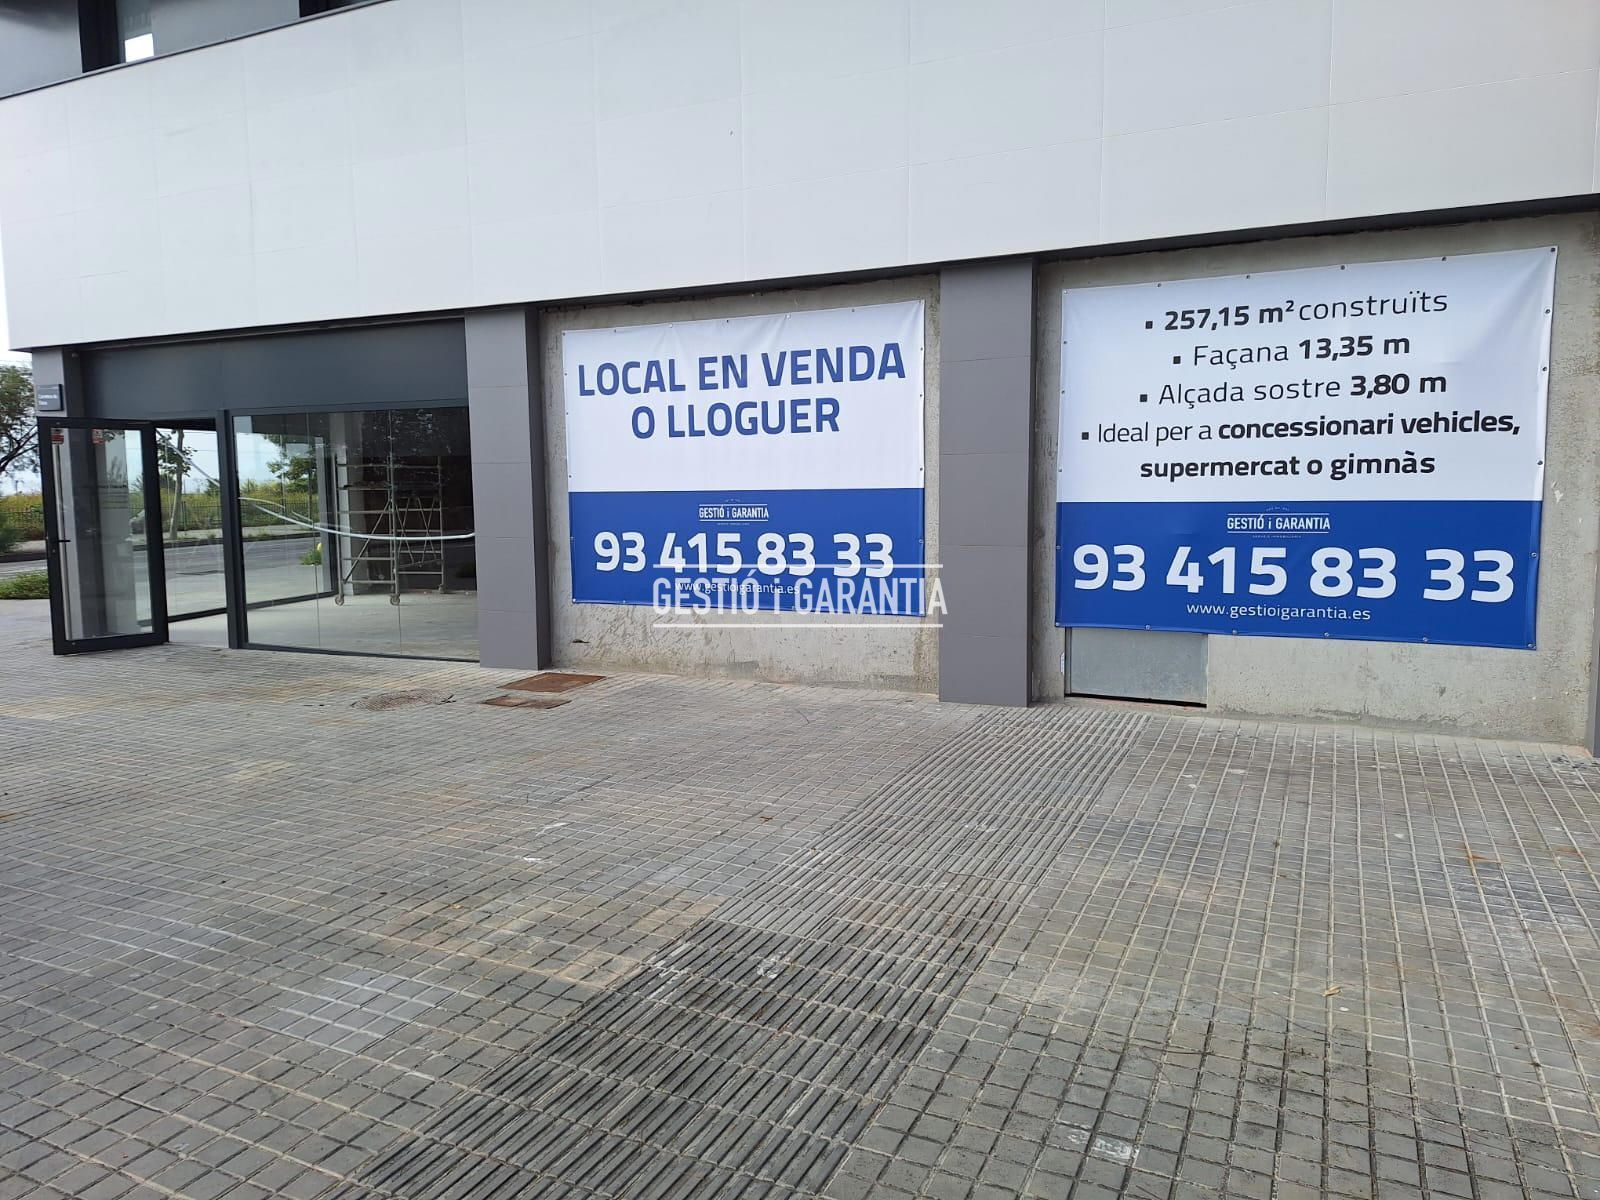 LOCAL EN VENDA
O LLOGUER
GESTIÓ i GARANTIA
93 415 83 33
www.gestioigarantia.es
▪ 257,15 m² construïts
▪ Façana 13,35 m
▪ Alçada sostre 3,80 m
▪ Ideal per a concessionari vehicles,
supermercat o gimnàs
GESTIÓ i GARANTIA
93 415 83 33
www.gestioigarantia.es
GESTIÓ i GARANTIA